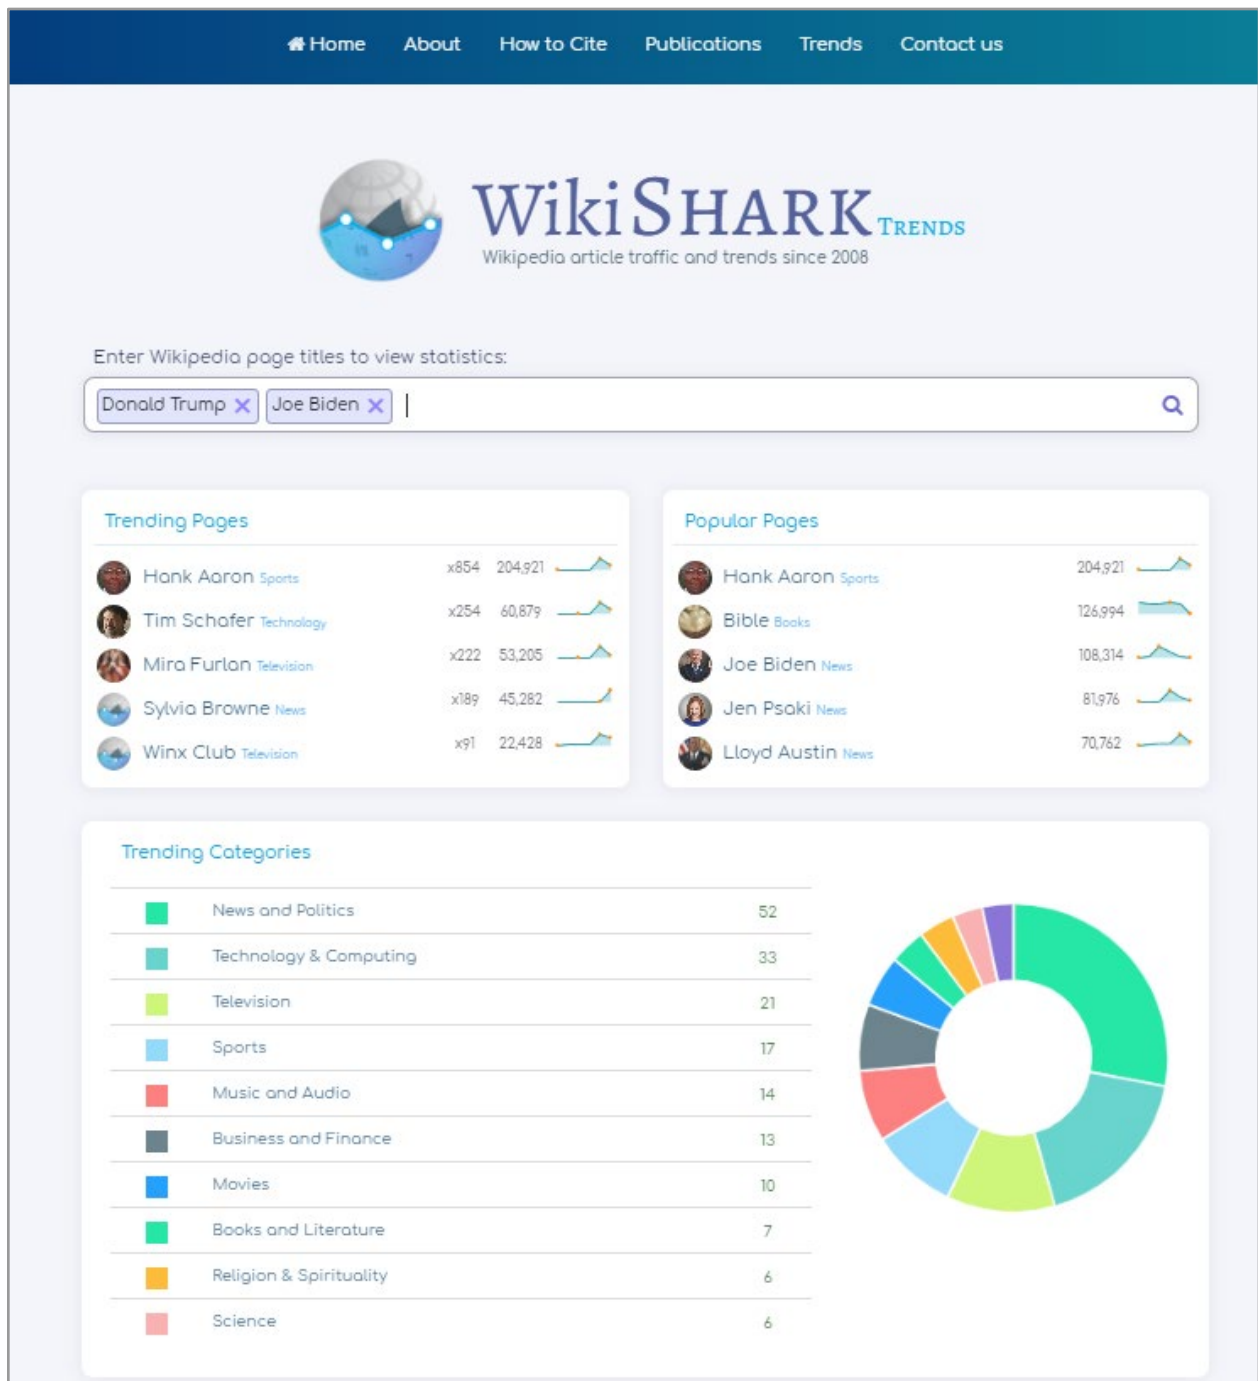 Home About How to Cite Publications Trends Contact us
WikiSHARK TRENDS
Wikipedia article traffic and trends since 2008
Enter Wikipedia page titles to view statistics:
Donald Trump Joe Biden
Trending Pages
Hank Aaron Sports x854 204,921
Tim Schafer Technology x254 60,879
Mira Furlan Television x222 53,205
Sylvia Browne News x189 45,282
Winx Club Television x91 22,428
Popular Pages
Hank Aaron Sports 204,921
Bible Books 126,994
Joe Biden News 108,314
Jen Psaki News 81,976
Lloyd Austin News 70,762
Trending Categories
News and Politics 52
Technology & Computing 33
Television 21
Sports 17
Music and Audio 14
Business and Finance 13
Movies 10
Books and Literature 7
Religion & Spirituality 6
Science 6